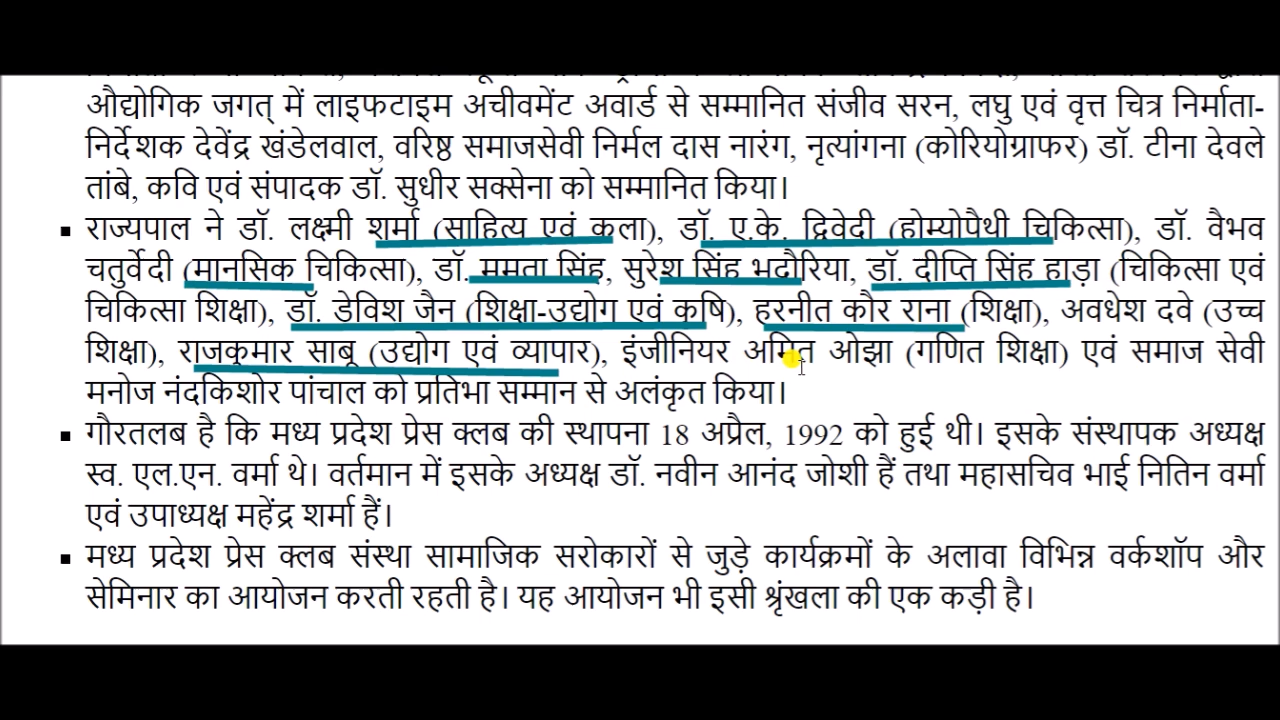 औद्योगिक जगत् में लाइफटाइम अचीवमेंट अवार्ड से सम्मानित संजीव सरन, लघु एवं वृत्त चित्र निर्माता-
निर्देशक देवेंद्र खंडेलवाल, वरिष्ठ समाजसेवी निर्मल दास नारंग, नृत्यांगना (कोरियोग्राफर) डॉ. टीना देवले
तांबे, कवि एवं संपादक डॉ. सुधीर सक्सेना को सम्मानित किया।
▪ राज्यपाल ने डॉ. लक्ष्मी शर्मा (साहित्य एवं कला), डॉ. ए.के. द्विवेदी (होम्योपैथी चिकित्सा), डॉ. वैभव
चतुर्वेदी (मानसिक चिकित्सा), डॉ. ममता सिंह, सुरेश सिंह भदौरिया, डॉ. दीप्ति सिंह हाड़ा (चिकित्सा एवं
चिकित्सा शिक्षा), डॉ. डेविश जैन (शिक्षा-उद्योग एवं कृषि), हरनीत कौर राना (शिक्षा), अवधेश दवे (उच्च
शिक्षा), राजकुमार साबू (उद्योग एवं व्यापार), इंजीनियर अमित ओझा (गणित शिक्षा) एवं समाज सेवी
मनोज नंदकिशोर पांचाल को प्रतिभा सम्मान से अलंकृत किया।
▪ गौरतलब है कि मध्य प्रदेश प्रेस क्लब की स्थापना 18 अप्रैल, 1992 को हुई थी। इसके संस्थापक अध्यक्ष
स्व. एल.एन. वर्मा थे। वर्तमान में इसके अध्यक्ष डॉ. नवीन आनंद जोशी हैं तथा महासचिव भाई नितिन वर्मा
एवं उपाध्यक्ष महेंद्र शर्मा हैं।
▪ मध्य प्रदेश प्रेस क्लब संस्था सामाजिक सरोकारों से जुड़े कार्यक्रमों के अलावा विभिन्न वर्कशॉप और
सेमिनार का आयोजन करती रहती है। यह आयोजन भी इसी श्रृंखला की एक कड़ी है।